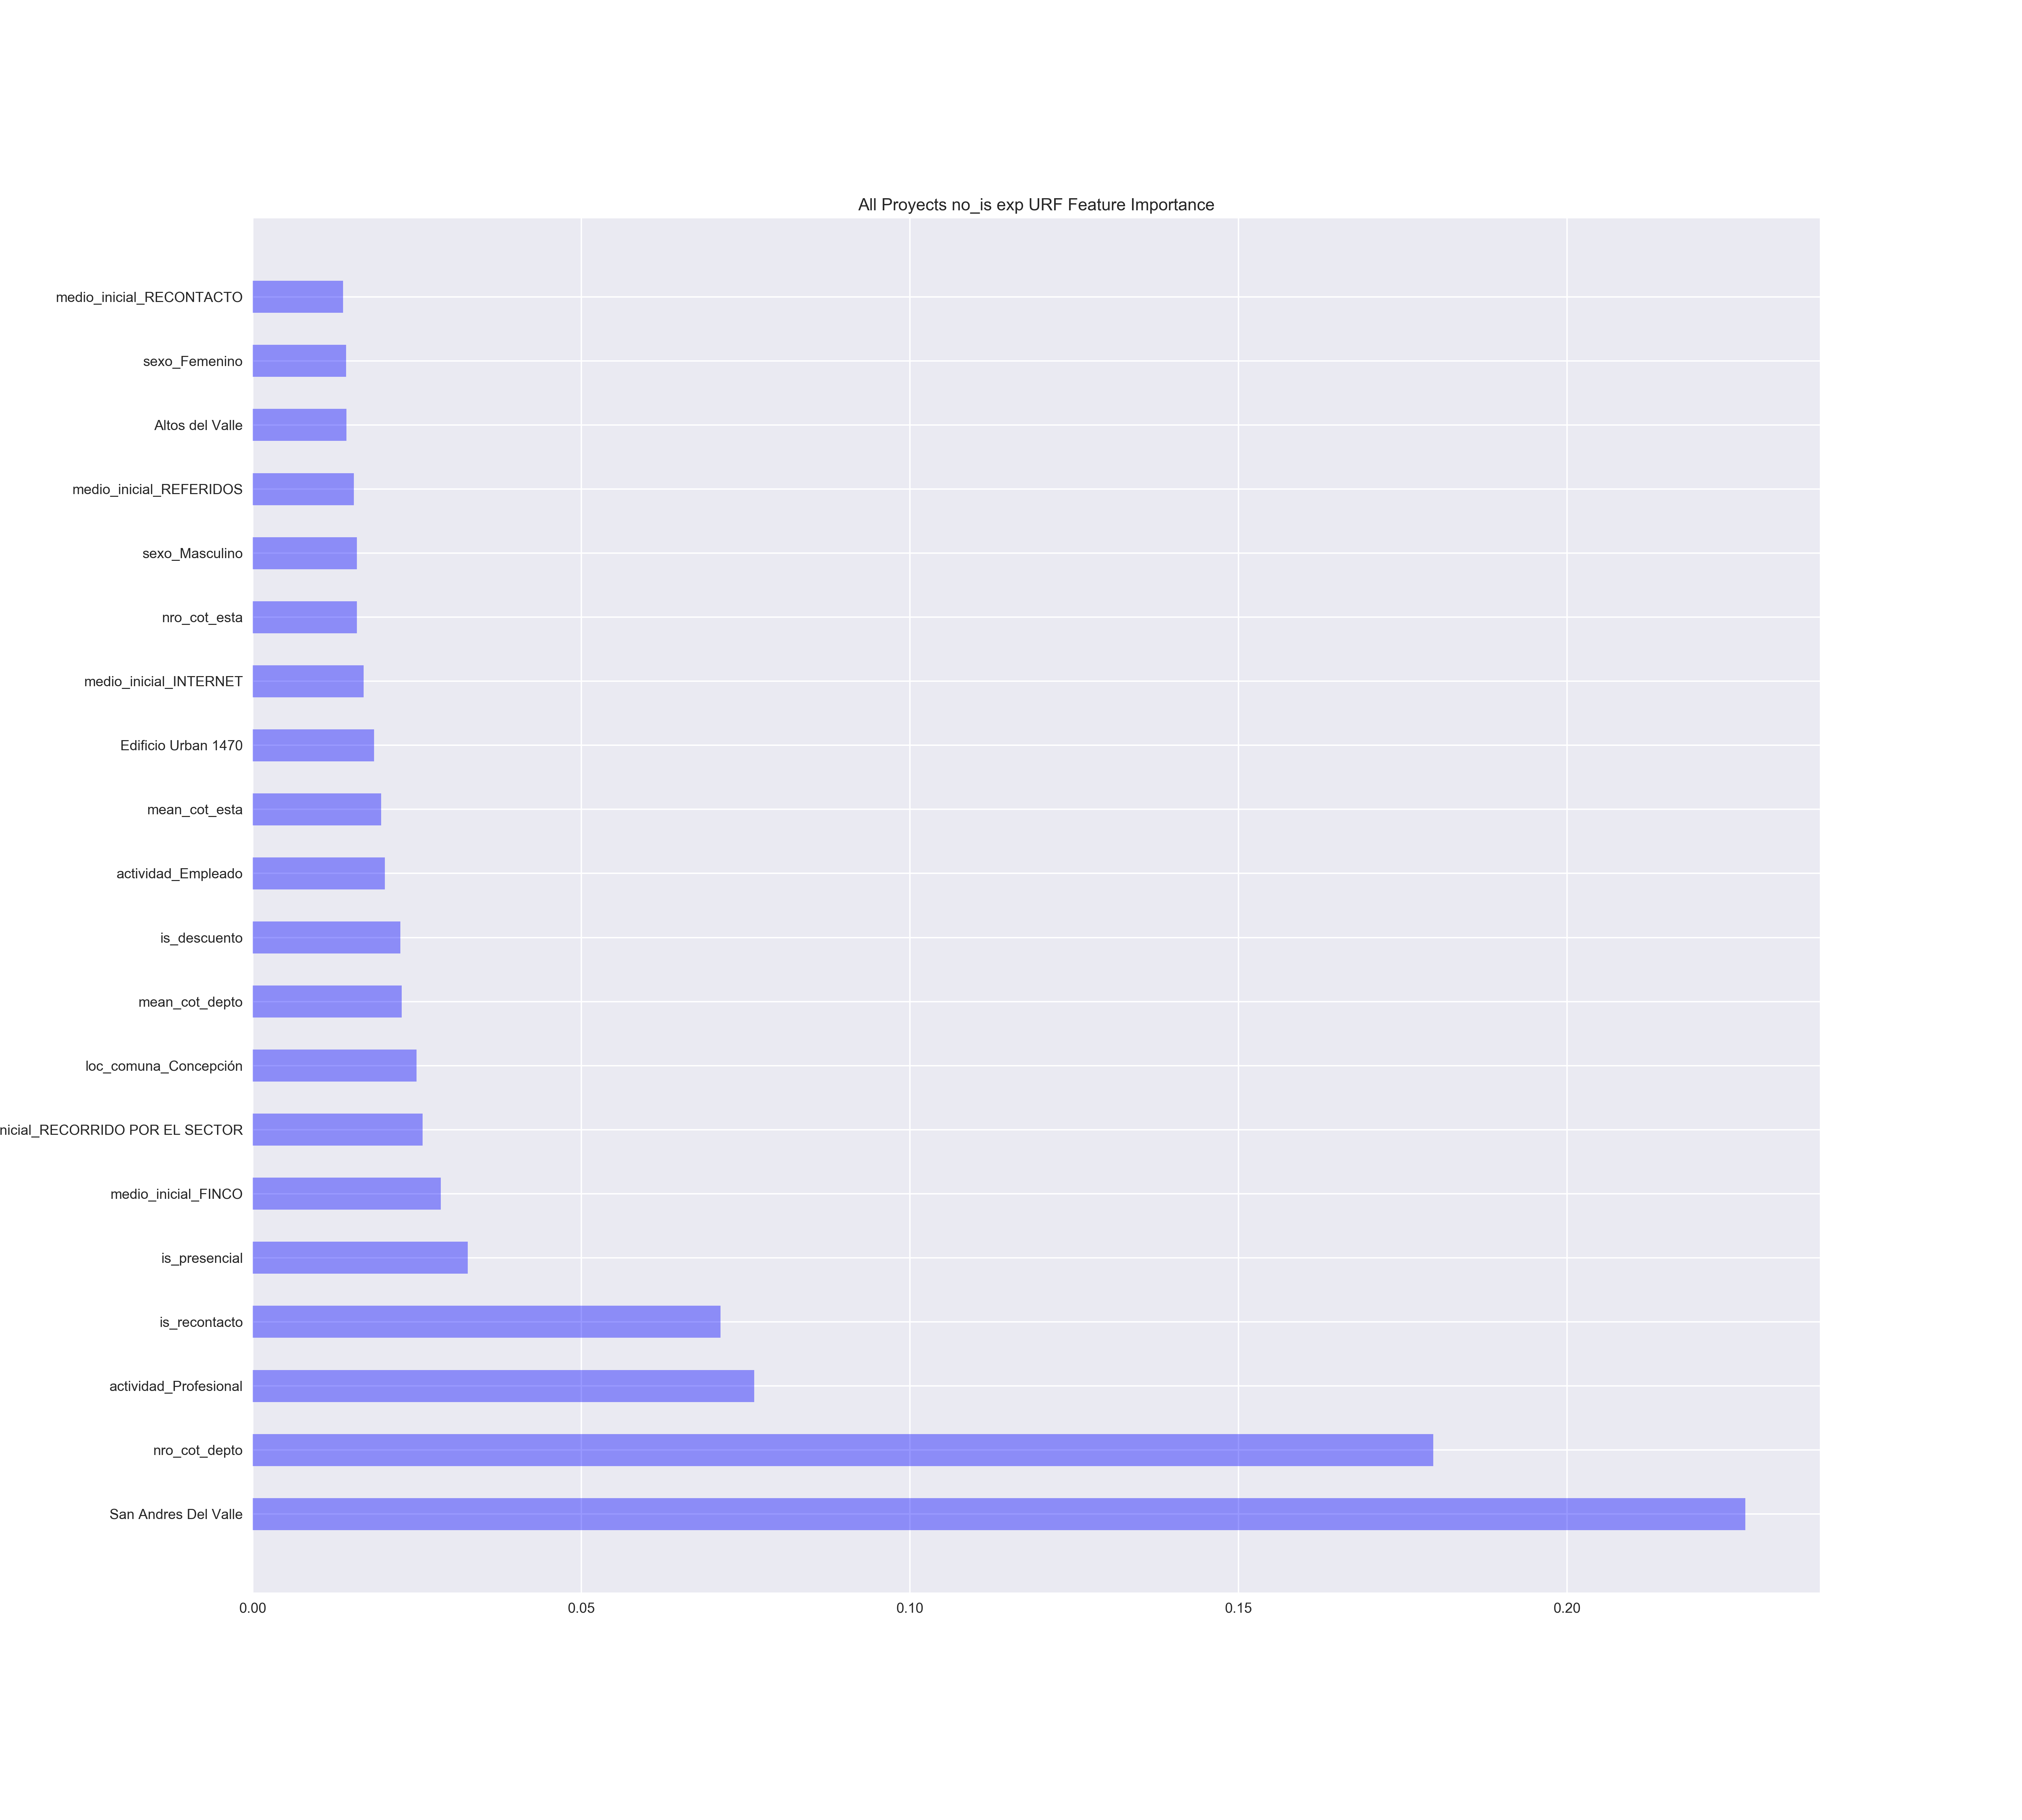 All Proyects no_is exp URF Feature Importance
medio_inicial_RECONTACTO
sexo_Femenino
Altos del Valle
medio_inicial_REFERIDOS
sexo_Masculino
nro_cot_esta
medio_inicial_INTERNET
Edificio Urban 1470
mean_cot_esta
actividad_Empleado
is_descuento
mean_cot_depto
loc_comuna_Concepción
nicial_RECORRIDO POR EL SECTOR
medio_inicial_FINCO
is_presencial
is_recontacto
actividad_Profesional
nro_cot_depto
San Andres Del Valle
0.00 0.05 0.10 0.15 0.20